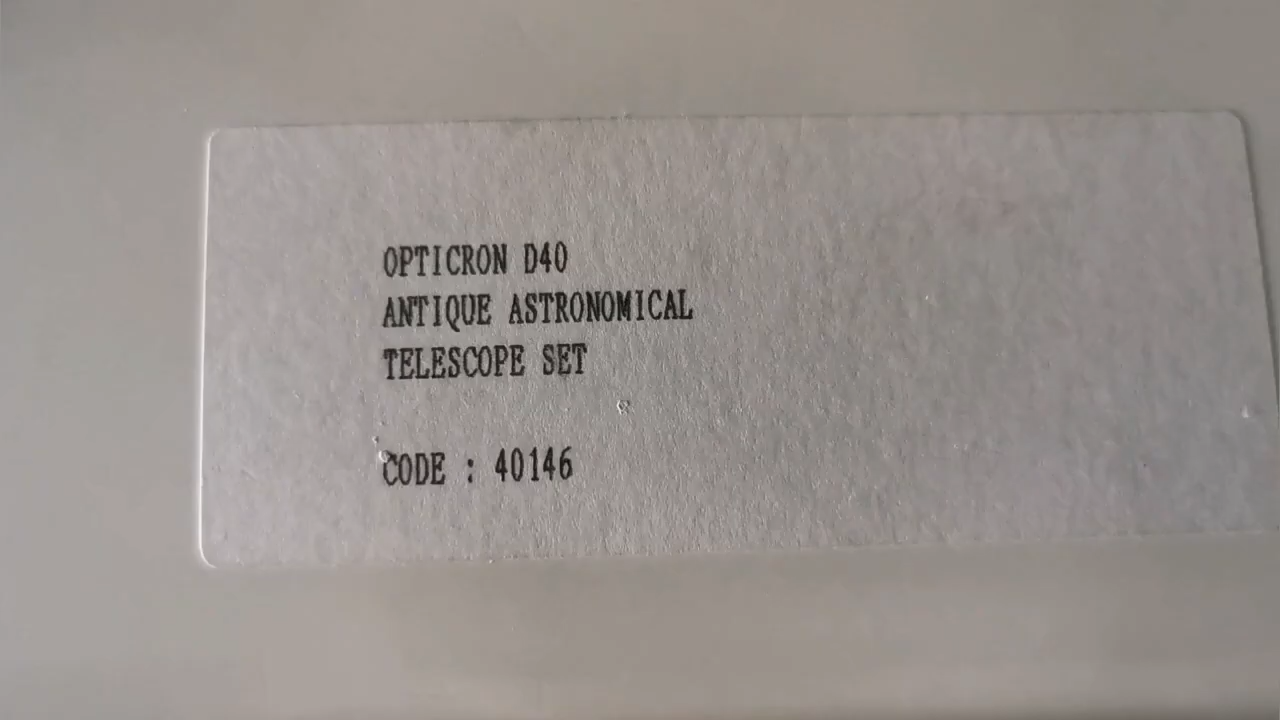 OPTICRON D40
ANTIQUE ASTRONOMICAL
TELESCOPE SET
CODE : 40146